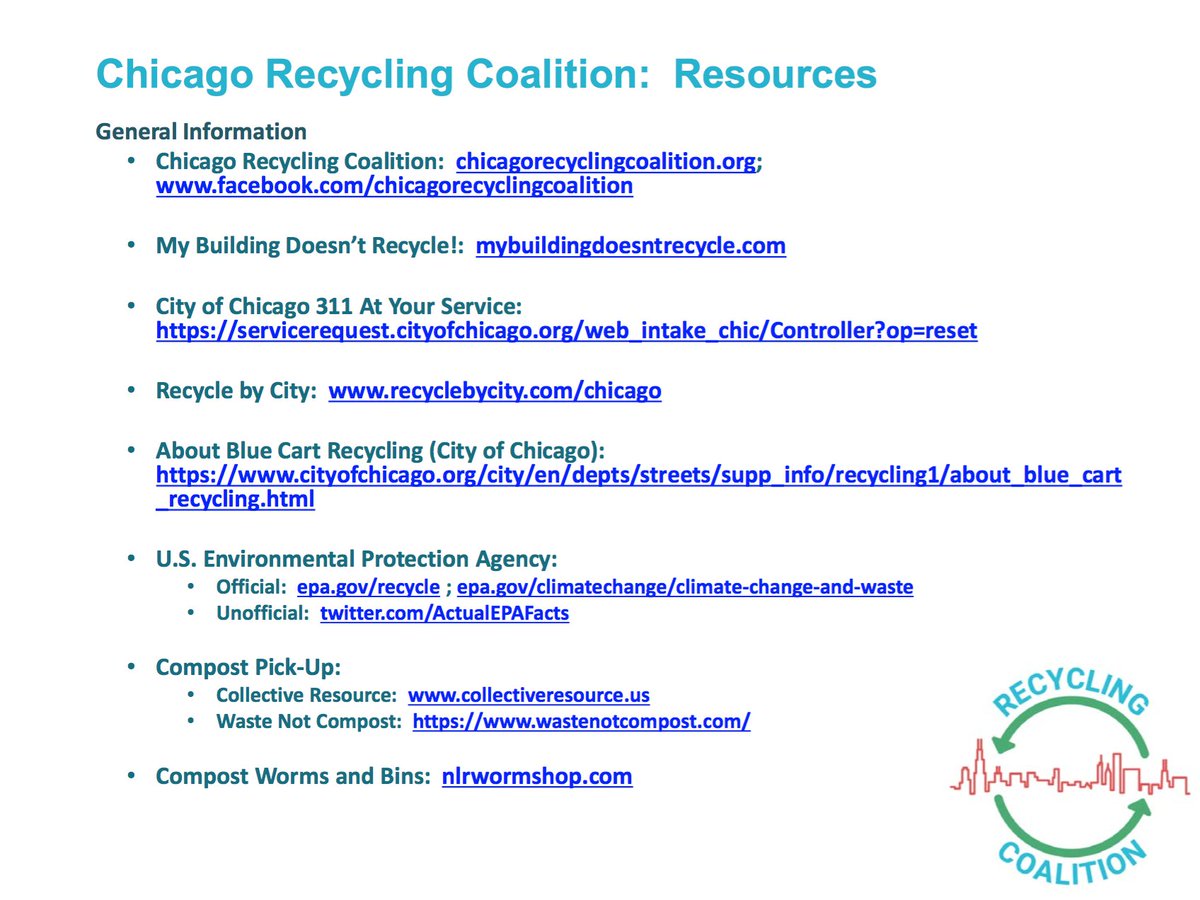 Chicago Recycling Coalition:  Resources
General Information
• Chicago Recycling Coalition:  chicagorecyclingcoalition.org;
www.facebook.com/chicagorecyclingcoalition
• My Building Doesn’t Recycle!:  mybuildingdoesntrecycle.com
• City of Chicago 311 At Your Service:
https://servicerequest.cityofchicago.org/web_intake_chic/Controller?op=reset
• Recycle by City:  www.recyclebycity.com/chicago
• About Blue Cart Recycling (City of Chicago):
https://www.cityofchicago.org/city/en/depts/streets/supp_info/recycling1/about_blue_cart
_recycling.html
• U.S. Environmental Protection Agency:
• Official:  epa.gov/recycle ; epa.gov/climatechange/climate-change-and-waste
• Unofficial:  twitter.com/ActualEPAFacts
• Compost Pick-Up:
• Collective Resource:  www.collectiveresource.us
• Waste Not Compost:  https://www.wastenotcompost.com/
• Compost Worms and Bins:  nlrwormshop.com
RECYCLING
COALITION